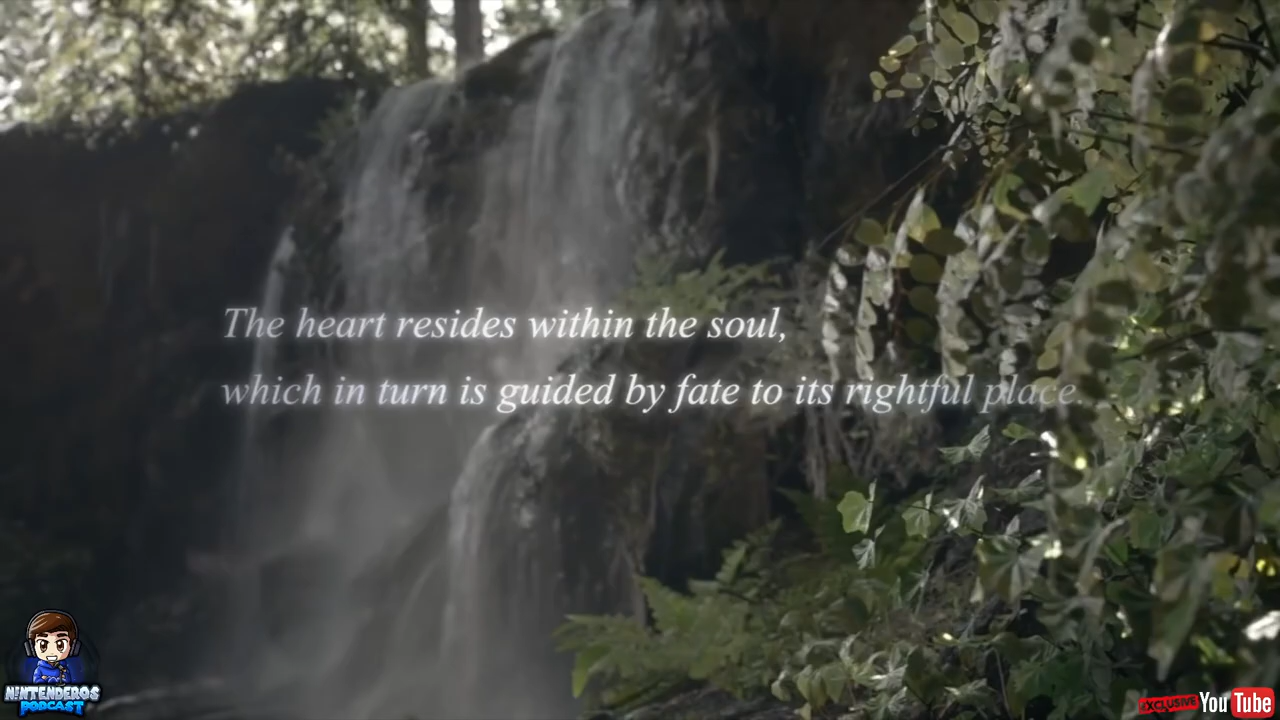 The heart resides within the soul,
which in turn is guided by fate to its rightful place.
NINTENDEROS
PODCAST
EXCLUSIVE
YouTube